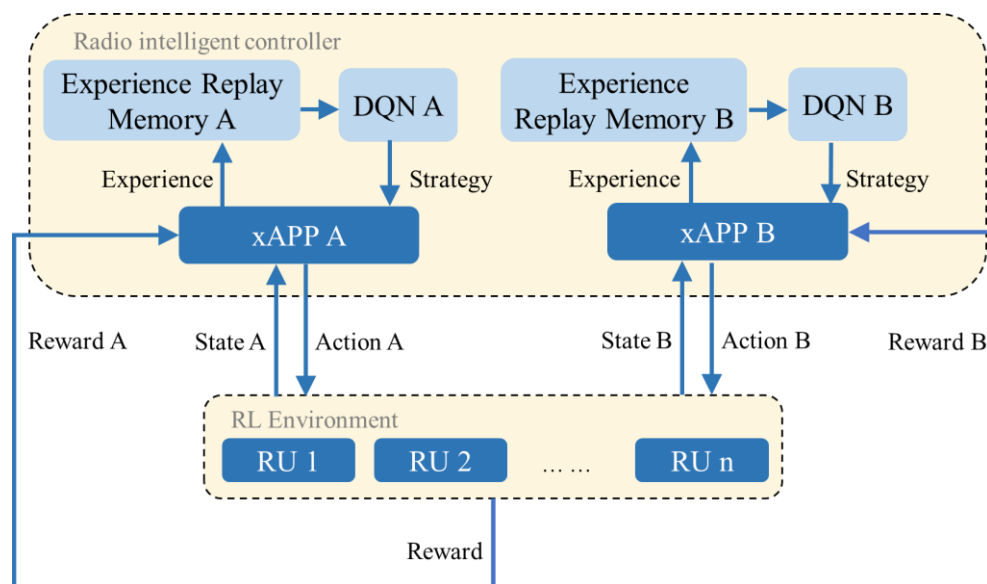 Radio intelligent controller
Experience Replay
Memory A
DQN A
Experience
Replay Memory B
DQN B
Experience
Strategy
Experience
Strategy
xAPP A
xAPP B
Reward A
State A
Action A
State B
Action B
Reward B
RL Environment
RU 1
RU 2
... ...
RU n
Reward